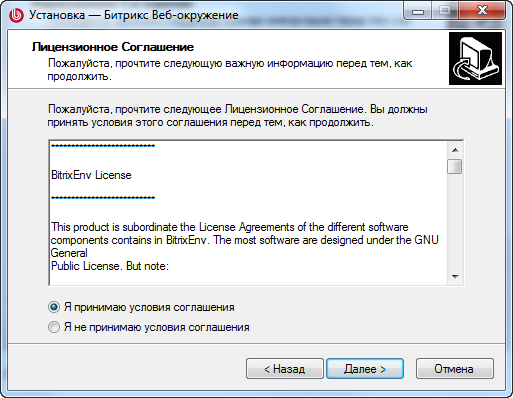 Установка — Битрикс Веб-окружение
Лицензионное Соглашение
Пожалуйста, прочтите следующую важную информацию перед тем, как
продолжить.
Пожалуйста, прочтите следующее Лицензионное Соглашение. Вы должны
принять условия этого соглашения перед тем, как продолжить.
**************************
BitrixEnv License
**************************
This product is subordinate the License Agreements of the different software
components contains in BitrixEnv. The most software are designed under the GNU
General
Public License. But note:
Я принимаю условия соглашения
Я не принимаю условия соглашения
< Назад
Далее >
Отмена